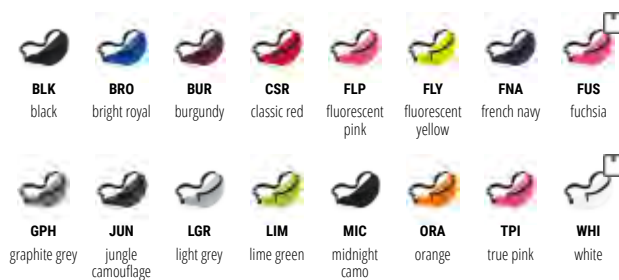 BLK BRO BUR CSR FLP FLY FNA FUS
black bright royal burgundy classic red fluorescent fluorescent french navy fuchsia
pink yellow
GPH JUN LGR LIM MIC ORA TPI WHI
graphite grey jungle light grey lime green midnight orange true pink white
camouflage camo